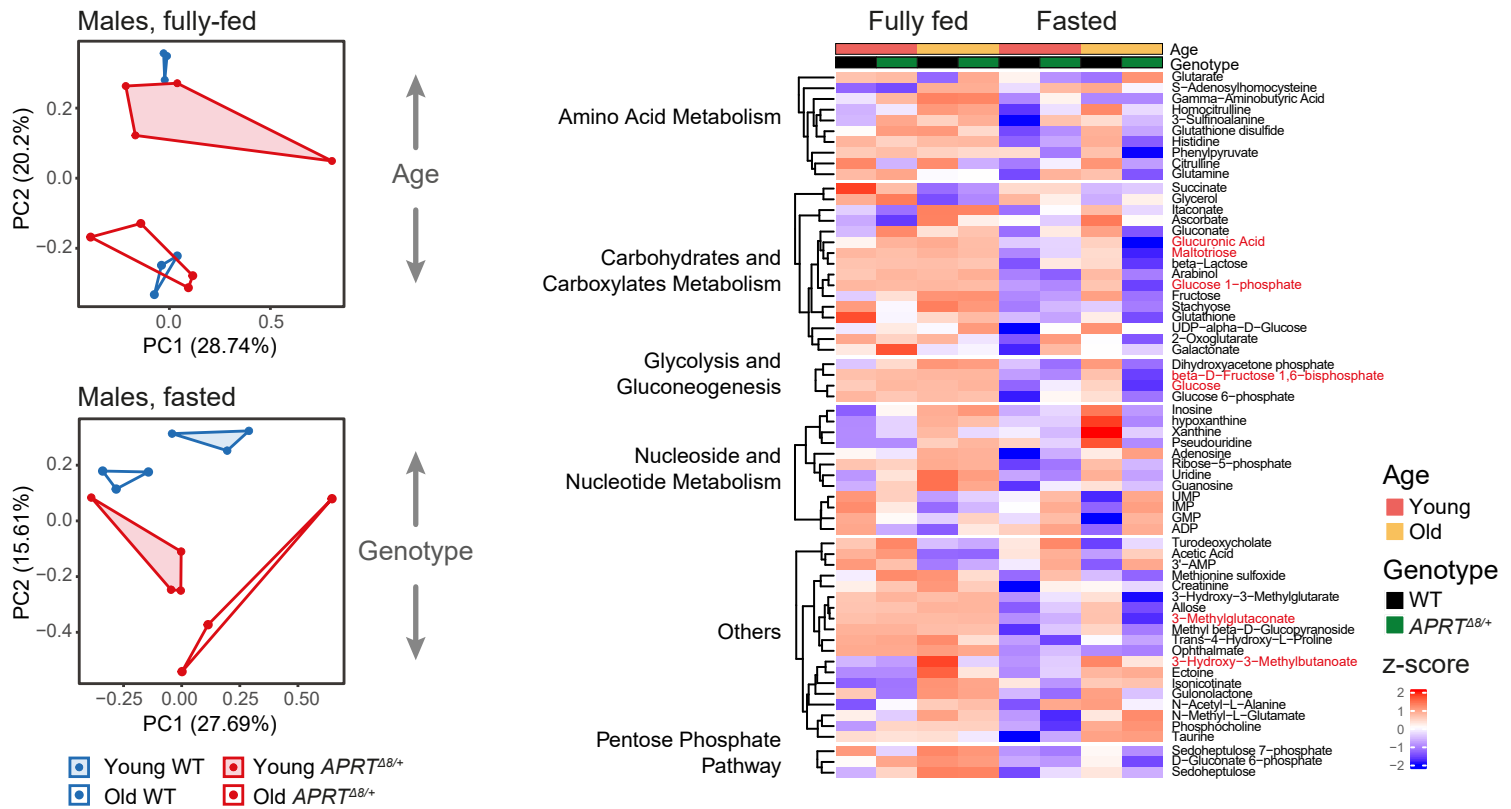 Males, fully-fed
0.2
0.0
−0.2
PC2 (20.2%)
0.0
0.5
PC1 (28.74%)
Age
Males, fasted
0.2
0.0
−0.2
−0.4
PC2 (15.61%)
−0.25
0.00
0.25
0.50
PC1 (27.69%)
Genotype
Young WT
Young APRTΔ8/+
Old WT
Old APRTΔ8/+
Fully fed
Fasted
Age
Genotype
Amino Acid Metabolism
Glutarate
S−Adenosylhomocysteine
Gamma−Aminobutyric Acid
Homocitrulline
3−Sulfinoalanine
Glutathione disulfide
Histidine
Phenylpyruvate
Citrulline
Glutamine
Carbohydrates and
Carboxylates Metabolism
Succinate
Glycerol
Itaconate
Ascorbate
Gluconate
Glucuronic Acid
Maltotriose
beta−Lactose
Arabinol
Glucose 1−phosphate
Fructose
Stachyose
Glutathione
UDP−alpha−D−Glucose
2−Oxoglutarate
Galactonate
Glycolysis and
Gluconeogenesis
Dihydroxyacetone phosphate
beta−D−Fructose 1,6−bisphosphate
Glucose
Glucose 6−phosphate
Nucleoside and
Nucleotide Metabolism
Inosine
hypoxanthine
Xanthine
Pseudouridine
Adenosine
Ribose−5−phosphate
Uridine
Guanosine
UMP
IMP
GMP
ADP
Others
Turodeoxycholate
Acetic Acid
3'−AMP
Methionine sulfoxide
Creatinine
3−Hydroxy−3−Methylglutarate
Allose
3−Methylglutaconate
Methyl beta−D−Glucopyranoside
Trans−4−Hydroxy−L−Proline
Ophthalmate
3−Hydroxy−3−Methylbutanoate
Ectoine
Isonicotinate
Gulonolactone
N−Acetyl−L−Alanine
N−Methyl−L−Glutamate
Phosphocholine
Taurine
Pentose Phosphate
Pathway
Sedoheptulose 7−phosphate
D−Gluconate 6−phosphate
Sedoheptulose
Age
Young
Old
Genotype
WT
APRTΔ8/+
z-score
2
1
0
−1
−2